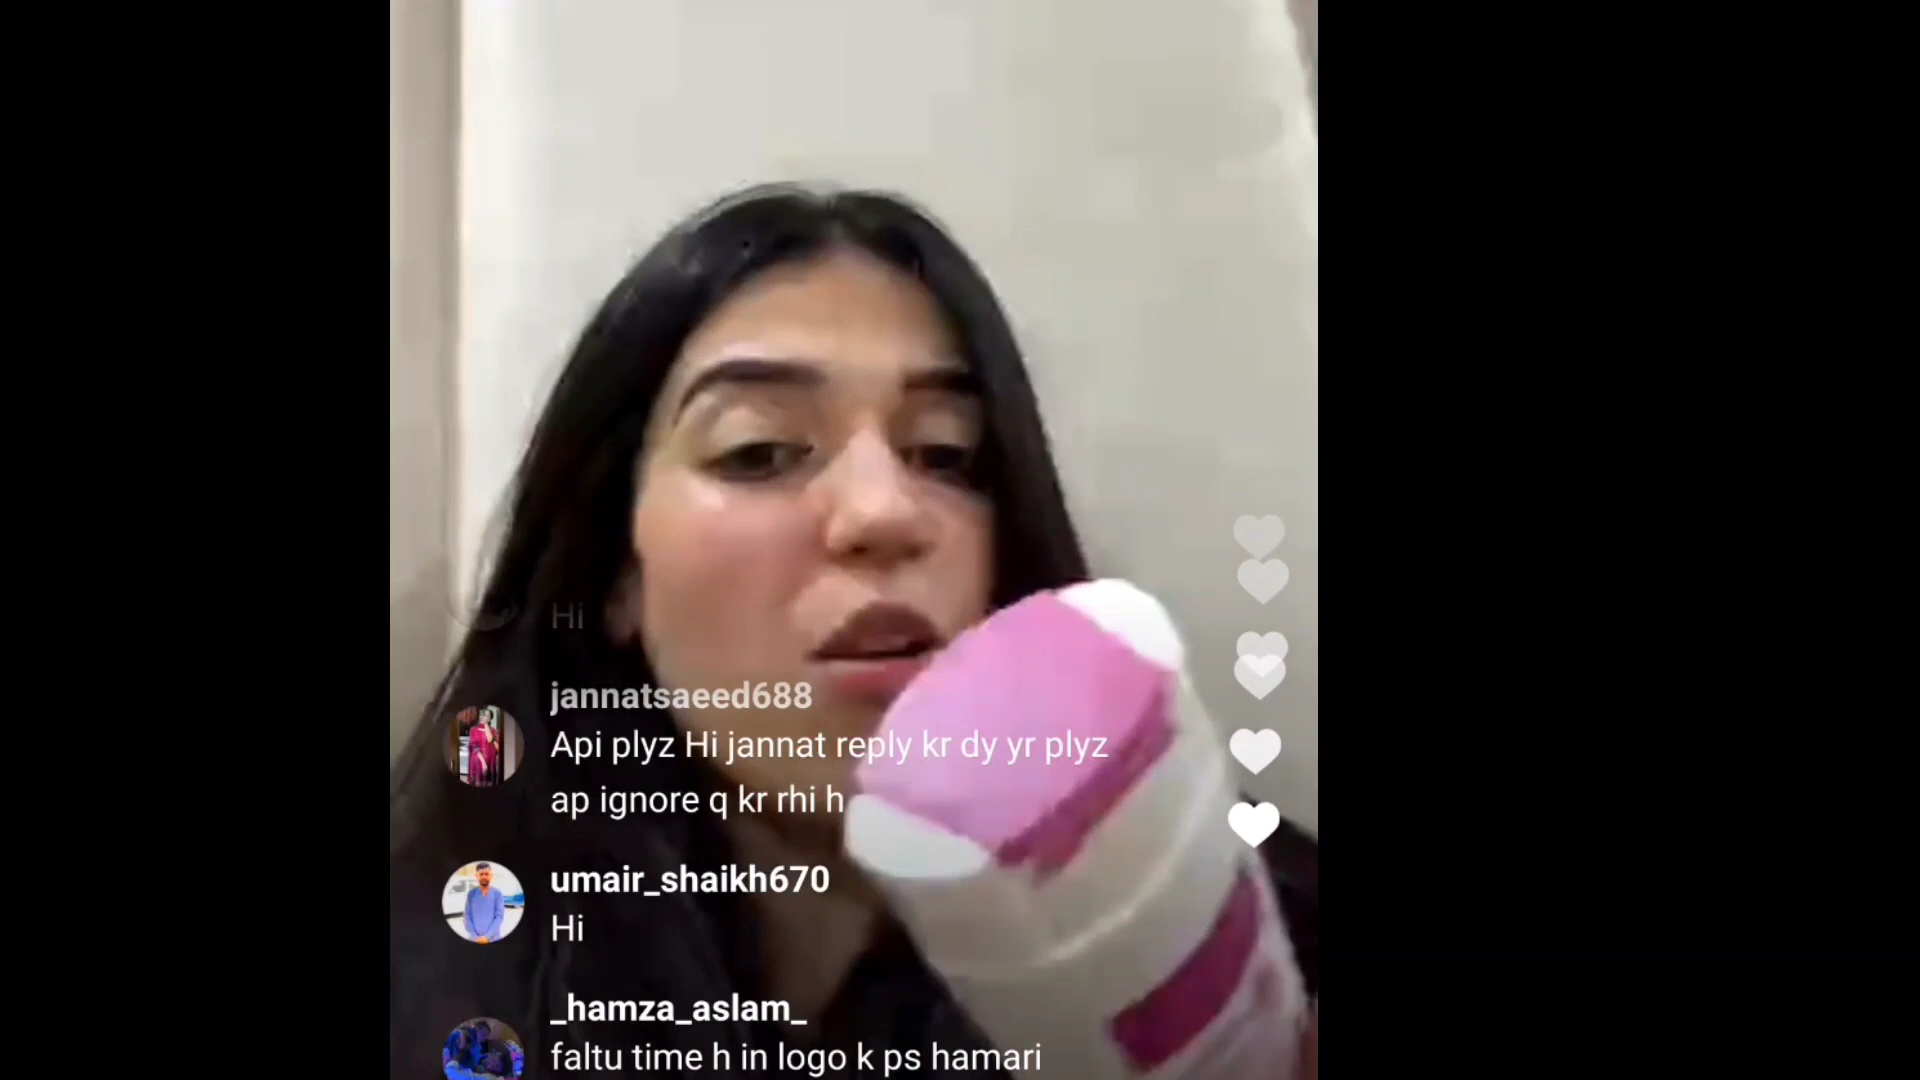 Hi
jannatsaeed688
Api plyz Hi jannat reply kr dy yr plyz
ap ignore q kr rhi h
umair_shaikh670
Hi
_hamza_aslam_
faltu time h in logo k ps hamari